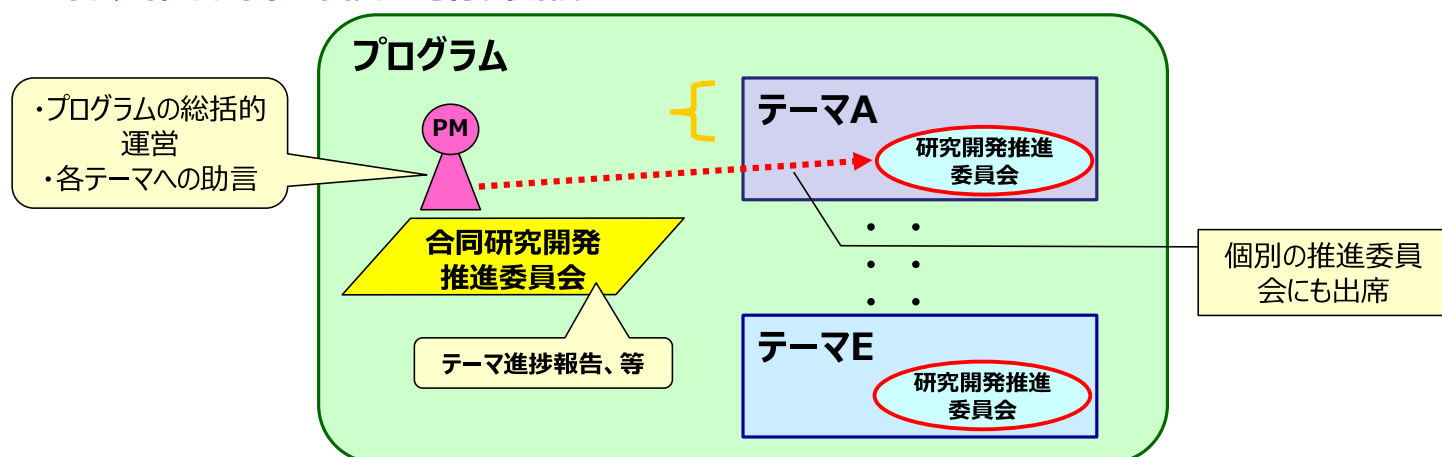 プログラム
・プログラムの総括的
運営
・各テーマへの助言
PM
テーマA
研究開発推進
委員会
合同研究開発
推進委員会
個別の推進委員
会にも出席
テーマ進捗報告、等
テーマE
研究開発推進
委員会